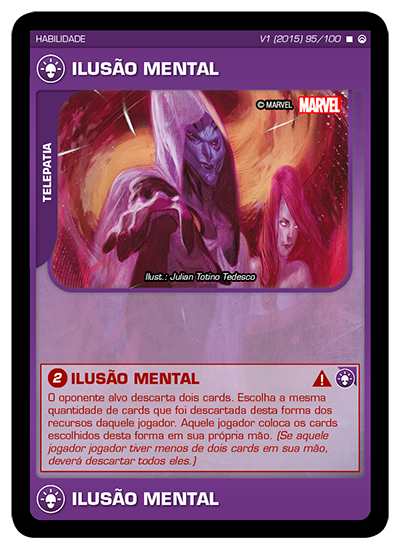 HABILIDADE
V1 (2015) 95/100
ILUSÃO MENTAL
© MARVEL MARVEL
TELEPATIA
Ilust.: Julian Totino Tedesco
2 ILUSÃO MENTAL
O oponente alvo descarta dois cards. Escolha a mesma
quantidade de cards que foi descartada desta forma dos
recursos daquele jogador. Aquele jogador coloca os cards
escolhidos desta forma em sua própria mão. (Se aquele
jogador jogador tiver menos de dois cards em sua mão,
deverá descartar todos eles.)
ILUSÃO MENTAL